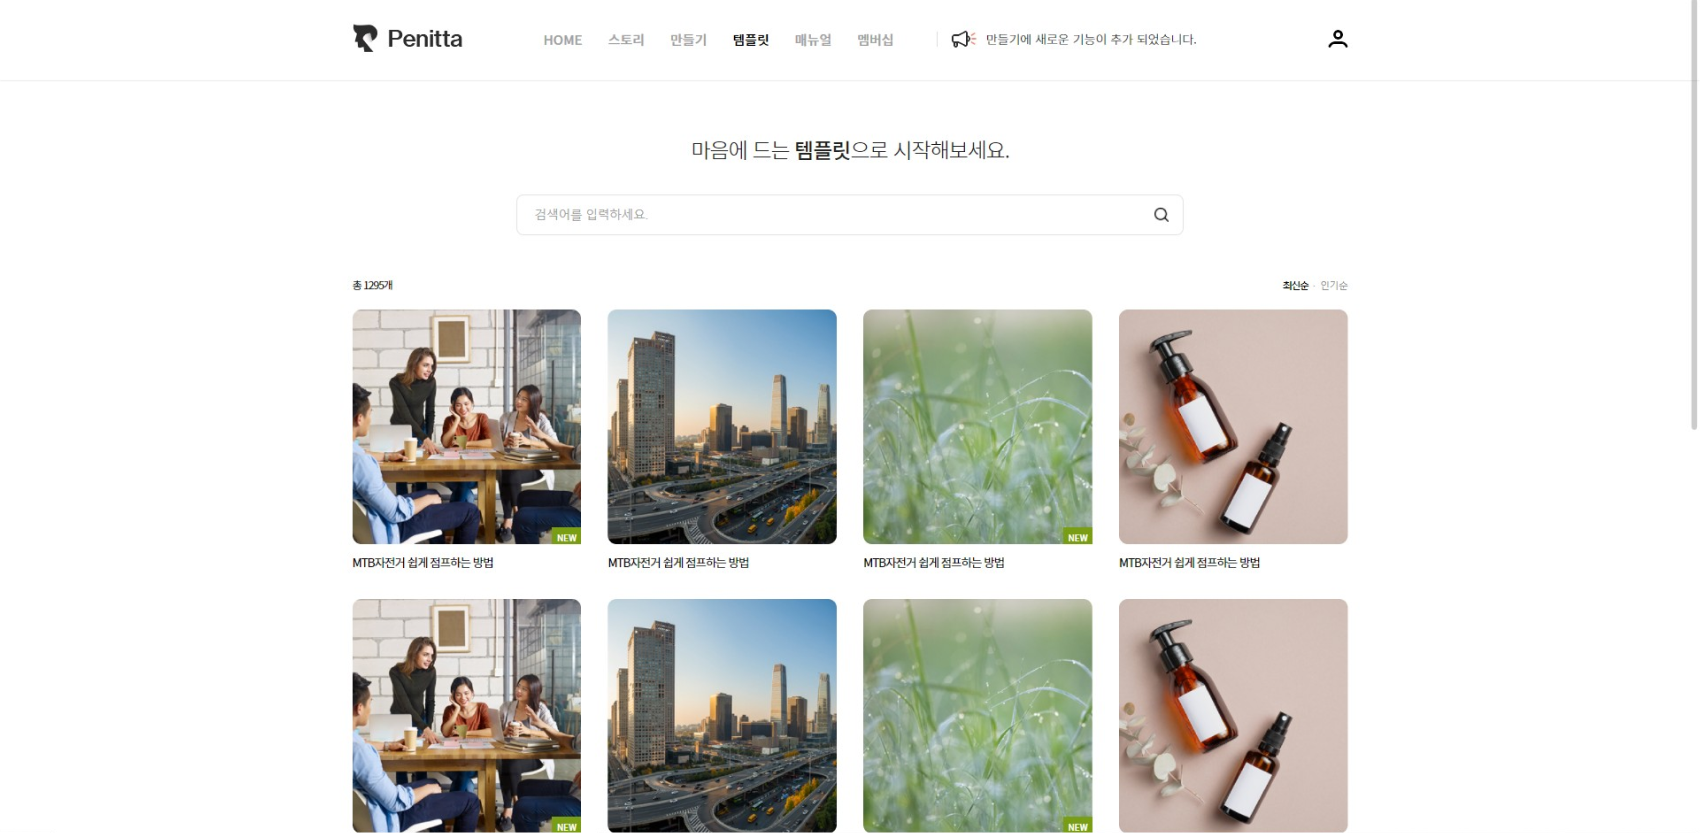 Penitta HOME 스토리 만들기 템플릿 매뉴얼 멤버십 만들기에 새로운 기능이 추가 되었습니다.
마음에 드는 템플릿으로 시작해보세요.
검색어를 입력하세요.
총 1295개 최신순 · 인기순
NEW NEW
MTB자전거 쉽게 점프하는 방법 MTB자전거 쉽게 점프하는 방법 MTB자전거 쉽게 점프하는 방법 MTB자전거 쉽게 점프하는 방법
NEW NEW